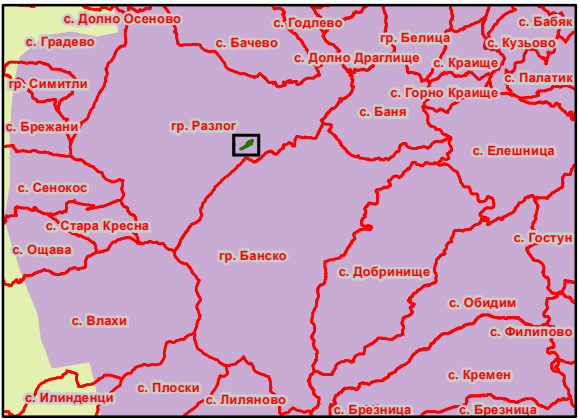 с. Долно Осеново
с. Годлево
с. Бабяк
с. Градево
с. Бачево
гр. Белица
с. Кузьово
с. Долно Драглище
с. Краище
с. Палатик
гр. Симитли
с. Горно Краище
с. Баня
с. Брежани
гр. Разлог
с. Елешница
с. Сенокос
с. Стара Кресна
с. Гостун
с. Ощава
гр. Банско
с. Добринище
с. Обидим
с. Влахи
с. Филипово
с. Кремен
с. Плоски
с. Илинденци
с. Лиляново
с. Брезница
с. Брезница